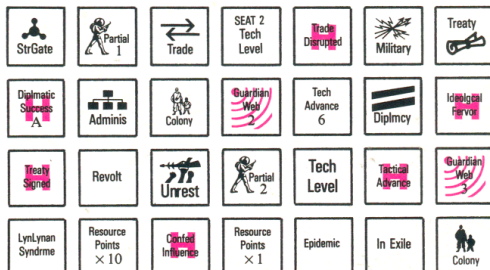 StrGate
Partial
1
Trade
SEAT 2
Tech
Level
Trade
Disrupted
H
Military
Treaty
Diplmatic
Success
H
A
Adminis
Colony
Guardian
Web
2
Tech
Advance
6
Diplmcy
Ideolgcal
Fervor
H
Treaty
Signed
H
Revolt
Unrest
Partial
2
Tech
Level
Tactical
Advance
H
Guardian
Web
3
LynLynan
Syndrme
Resource
Points
× 10
Confed
Influence
H
Resource
Points
× 1
Epidemic
In Exile
Colony